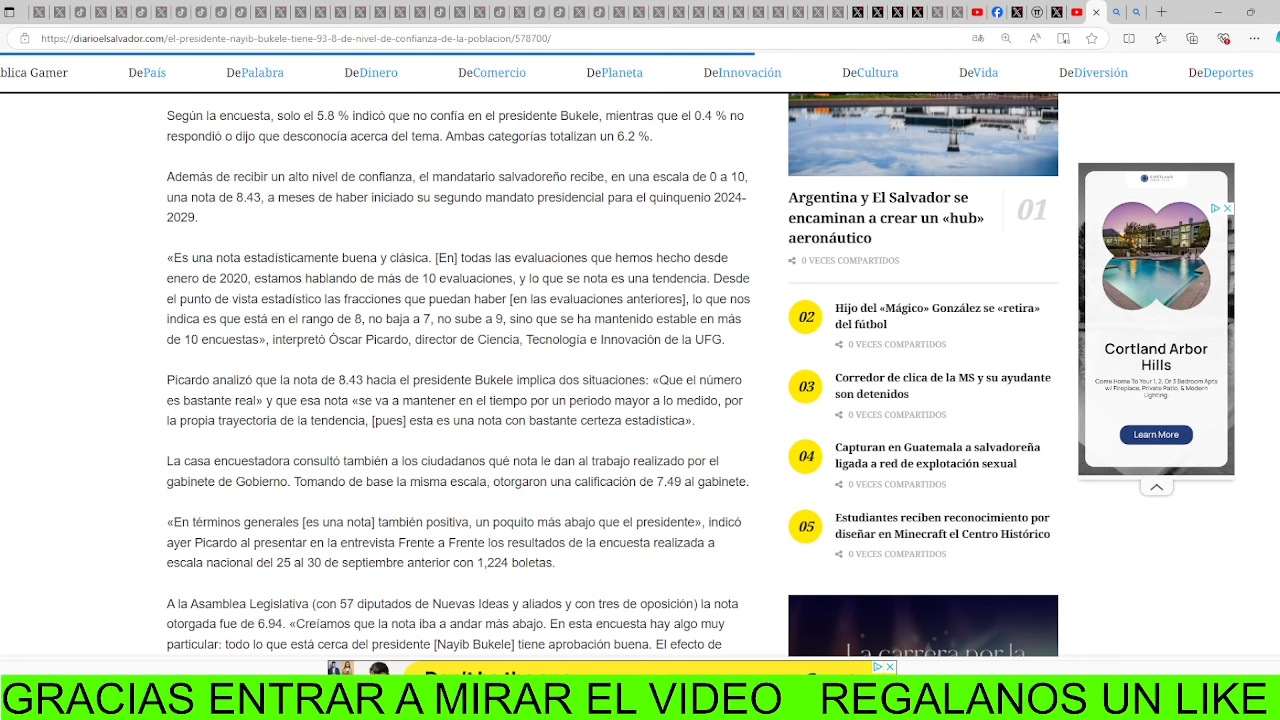 https://diarioelsalvador.com/el-presidente-nayib-bukele-tiene-93-8-de-nivel-de-confianza-de-la-poblacion/578700/
blica Gamer DePaís DePalabra DeDinero DeComercio DePlaneta DeInnovación DeCultura DeVida DeDiversión DeDeportes
Según la encuesta, solo el 5.8 % indicó que no confía en el presidente Bukele, mientras que el 0.4 % no
respondió o dijo que desconocía acerca del tema. Ambas categorías totalizan un 6.2 %.
Además de recibir un alto nivel de confianza, el mandatario salvadoreño recibe, en una escala de 0 a 10,
una nota de 8.43, a meses de haber iniciado su segundo mandato presidencial para el quinquenio 2024-
2029.
«Es una nota estadísticamente buena y clásica. [En] todas las evaluaciones que hemos hecho desde
enero de 2020, estamos hablando de más de 10 evaluaciones, y lo que se nota es una tendencia. Desde
el punto de vista estadístico las fracciones que puedan haber [en las evaluaciones anteriores], lo que nos
indica es que está en el rango de 8, no baja a 7, no sube a 9, sino que se ha mantenido estable en más
de 10 encuestas», interpretó Óscar Picardo, director de Ciencia, Tecnología e Innovación de la UFG.
Picardo analizó que la nota de 8.43 hacia el presidente Bukele implica dos situaciones: «Que el número
es bastante real» y que esa nota «se va a mantener en el tiempo por un periodo mayor a lo medido, por
la propia trayectoria de la tendencia, [pues] esta es una nota con bastante certeza estadística».
La casa encuestadora consultó también a los ciudadanos qué nota le dan al trabajo realizado por el
gabinete de Gobierno. Tomando de base la misma escala, otorgaron una calificación de 7.49 al gabinete.
«En términos generales [es una nota] también positiva, un poquito más abajo que el presidente», indicó
ayer Picardo al presentar en la entrevista Frente a Frente los resultados de la encuesta realizada a
escala nacional del 25 al 30 de septiembre anterior con 1,224 boletas.
A la Asamblea Legislativa (con 57 diputados de Nuevas Ideas y aliados y con tres de oposición) la nota
otorgada fue de 6.94. «Creíamos que la nota iba a andar más abajo. En esta encuesta hay algo muy
particular: todo lo que está cerca del presidente [Nayib Bukele] tiene aprobación buena. El efecto de
Argentina y El Salvador se
encaminan a crear un «hub»
aeronáutico
01
0 VECES COMPARTIDOS
02
Hijo del «Mágico» González se «retira»
del fútbol
0 VECES COMPARTIDOS
03
Corredor de clica de la MS y su ayudante
son detenidos
0 VECES COMPARTIDOS
04
Capturan en Guatemala a salvadoreña
ligada a red de explotación sexual
0 VECES COMPARTIDOS
05
Estudiantes reciben reconocimiento por
diseñar en Minecraft el Centro Histórico
0 VECES COMPARTIDOS
La carrera por la
Cortland Arbor
Hills
Come Home To Your 1, 2, Or 3 Bedroom Apts
w/ Fireplace, Private Patio, & Modern
Lighting.
Learn More
GRACIAS ENTRAR A MIRAR EL VIDEO REGALANOS UN LIKE